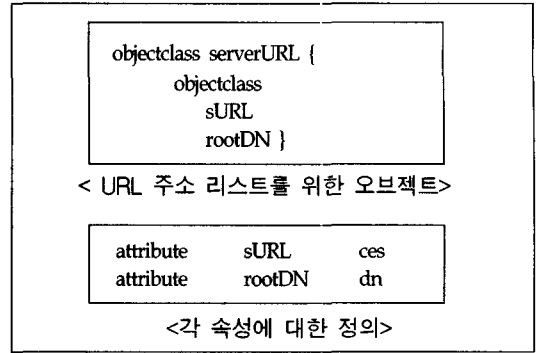 objectclass serverURL {
objectclass
sURL
rootDN }
< URL 주소 리스트를 위한 오브젝트>
attribute sURL ces
attribute rootDN dn
<각 속성에 대한 정의>